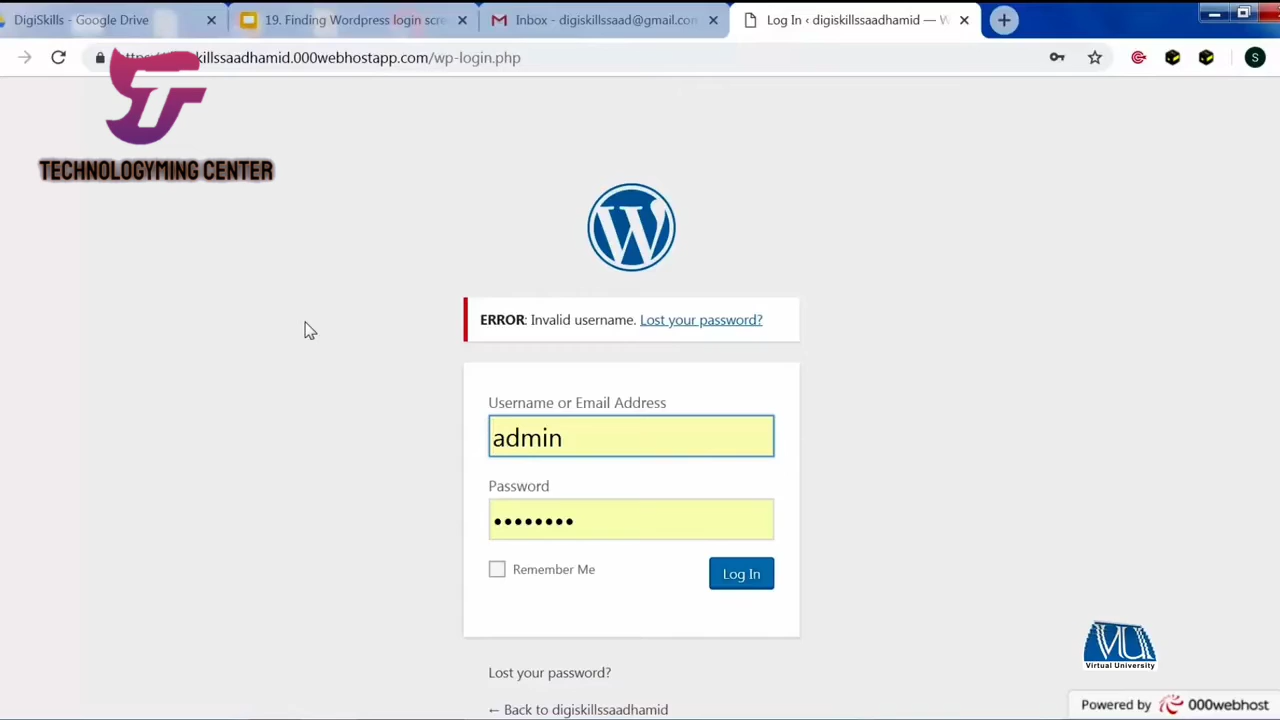 DigiSkills - Google Drive
19. Finding Wordpress login scre
Inbox - digiskillssaad@gmail.con
Log In ‹ digiskillssaadhamid — W
killssaadhamid.000webhostapp.com/wp-login.php
S
TECHNOLOGYMING CENTER
ERROR: Invalid username. Lost your password?
Username or Email Address
admin
Password
••••••••
Remember Me
Log In
Lost your password?
← Back to digiskillssaadhamid
VU
Virtual University
Powered by 000webhost